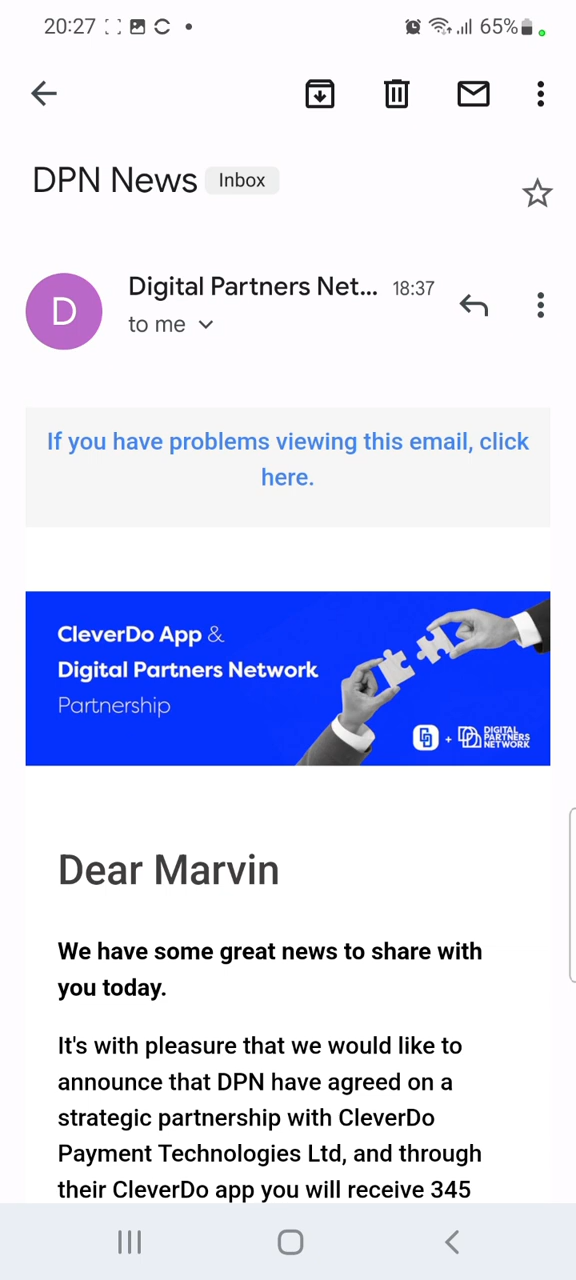 20:27
65%
DPN News Inbox
D
Digital Partners Net... 18:37
to me
If you have problems viewing this email, click
here.
CleverDo App &
Digital Partners Network
Partnership
+ DIGITAL
PARTNERS
NETWORK
Dear Marvin
We have some great news to share with
you today.
It's with pleasure that we would like to
announce that DPN have agreed on a
strategic partnership with CleverDo
Payment Technologies Ltd, and through
their CleverDo app you will receive 345